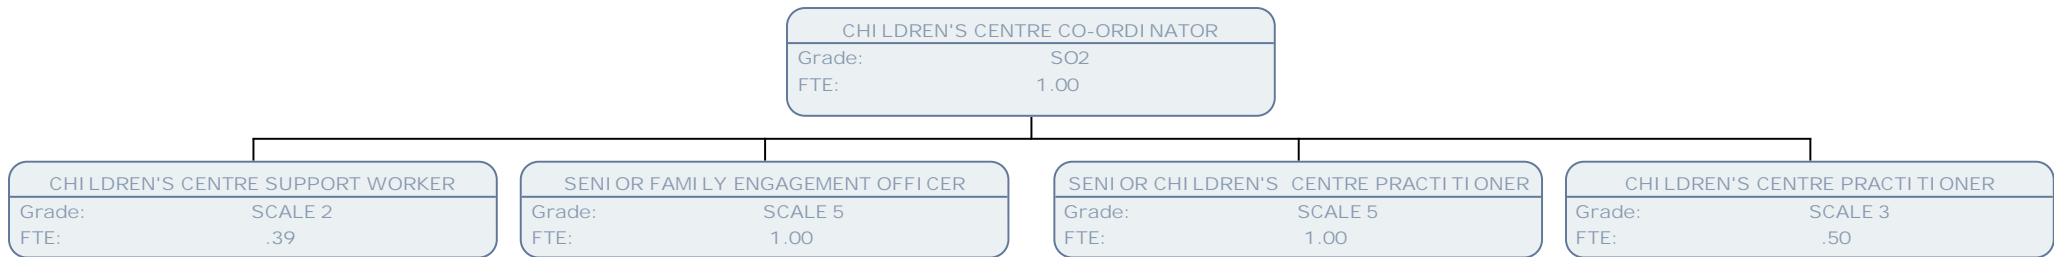 CHILDREN'S CENTRE CO-ORDINATOR
Grade: SO2
FTE: 1.00
CHILDREN'S CENTRE SUPPORT WORKER
Grade: SCALE 2
FTE: .39
SENIOR FAMILY ENGAGEMENT OFFICER
Grade: SCALE 5
FTE: 1.00
SENIOR CHILDREN'S CENTRE PRACTITIONER
Grade: SCALE 5
FTE: 1.00
CHILDREN'S CENTRE PRACTITIONER
Grade: SCALE 3
FTE: .50